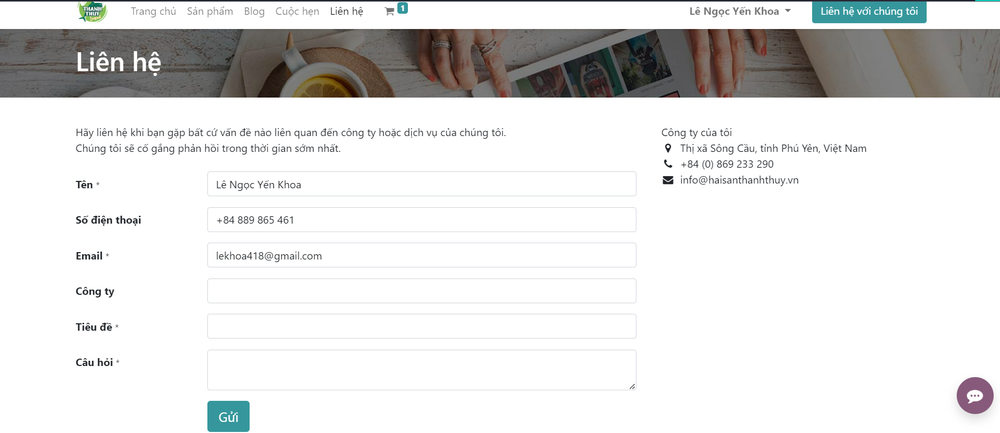 THANH
THUỶ
Trang chủ Sản phẩm Blog Cuộc hẹn Liên hệ 1 Lê Ngọc Yến Khoa Liên hệ với chúng tôi
Liên hệ
Hãy liên hệ khi bạn gặp bất cứ vấn đề nào liên quan đến công ty hoặc dịch vụ của chúng tôi.
Chúng tôi sẽ cố gắng phản hồi trong thời gian sớm nhất.
Tên * Lê Ngọc Yến Khoa
Số điện thoại +84 889 865 461
Email * lekhoa418@gmail.com
Công ty
Tiêu đề *
Câu hỏi *
Gửi
Công ty của tôi
Thị xã Sông Cầu, tỉnh Phú Yên, Việt Nam
+84 (0) 869 233 290
info@haisanthanhthuy.vn